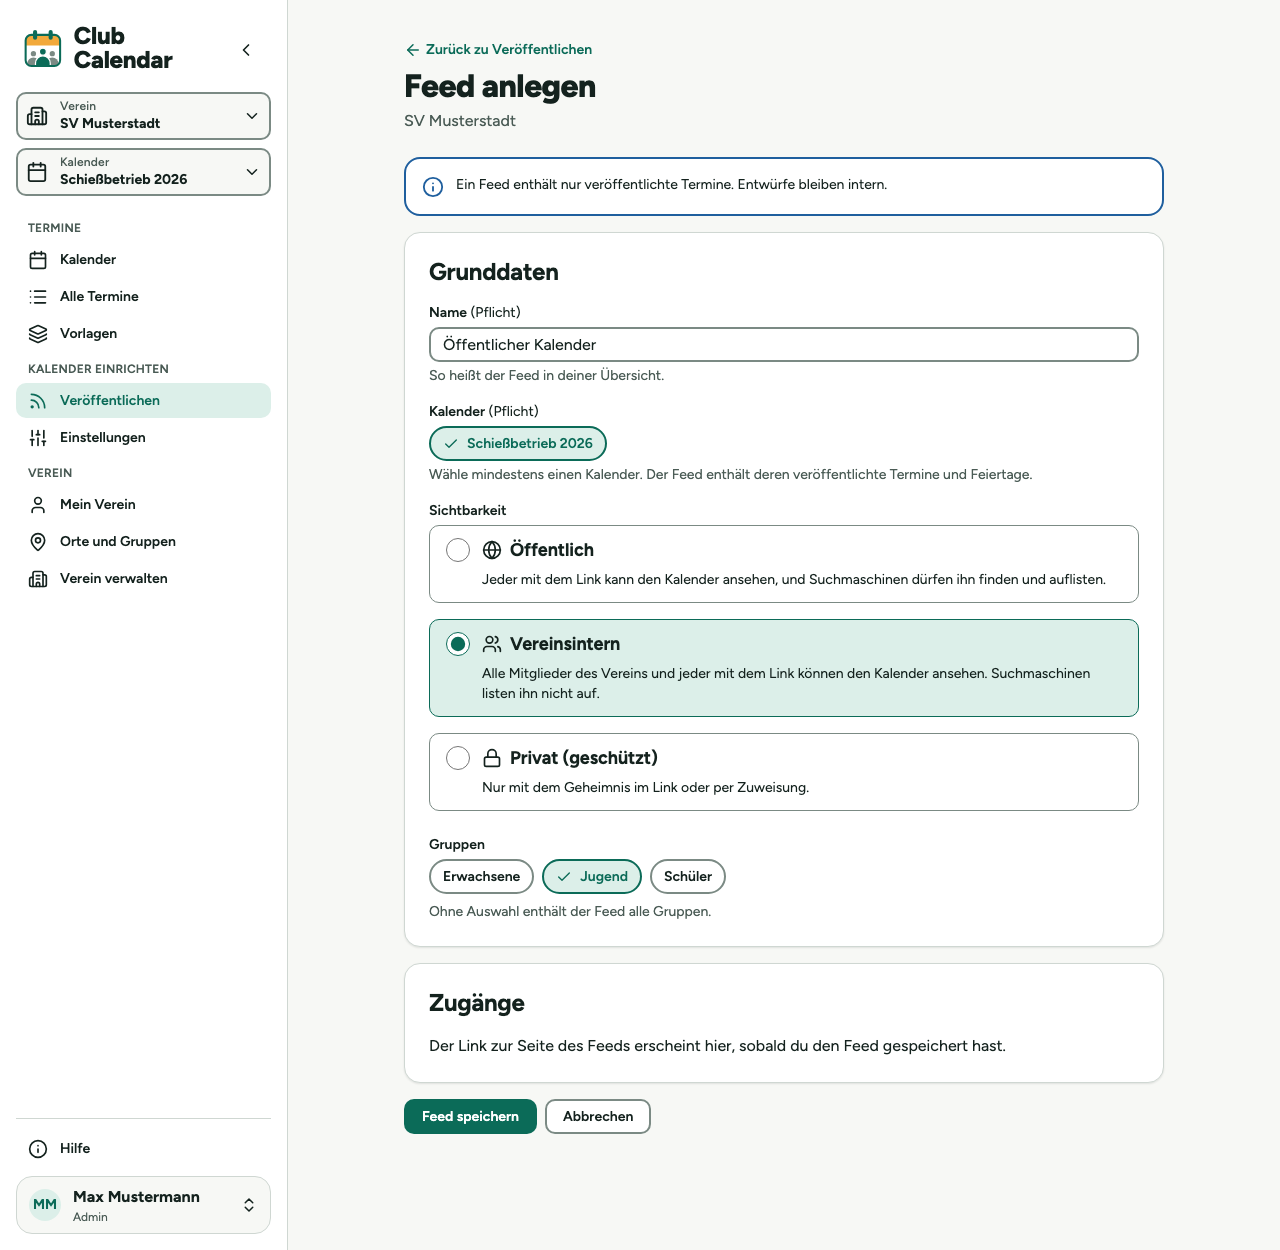 Club
Calendar
Verein
SV Musterstadt
Kalender
Schießbetrieb 2026
TERMINE
Kalender
Alle Termine
Vorlagen
KALENDER EINRICHTEN
Veröffentlichen
Einstellungen
VEREIN
Mein Verein
Orte und Gruppen
Verein verwalten
Hilfe
MM
Max Mustermann
Admin
Zurück zu Veröffentlichen
Feed anlegen
SV Musterstadt
Ein Feed enthält nur veröffentlichte Termine. Entwürfe bleiben intern.
Grunddaten
Name (Pflicht)
Öffentlicher Kalender
So heißt der Feed in deiner Übersicht.
Kalender (Pflicht)
Schießbetrieb 2026
Wähle mindestens einen Kalender. Der Feed enthält deren veröffentlichte Termine und Feiertage.
Sichtbarkeit
Öffentlich
Jeder mit dem Link kann den Kalender ansehen, und Suchmaschinen dürfen ihn finden und auflisten.
Vereinsintern
Alle Mitglieder des Vereins und jeder mit dem Link können den Kalender ansehen. Suchmaschinen
listen ihn nicht auf.
Privat (geschützt)
Nur mit dem Geheimnis im Link oder per Zuweisung.
Gruppen
Erwachsene Jugend Schüler
Ohne Auswahl enthält der Feed alle Gruppen.
Zugänge
Der Link zur Seite des Feeds erscheint hier, sobald du den Feed gespeichert hast.
Feed speichern Abbrechen